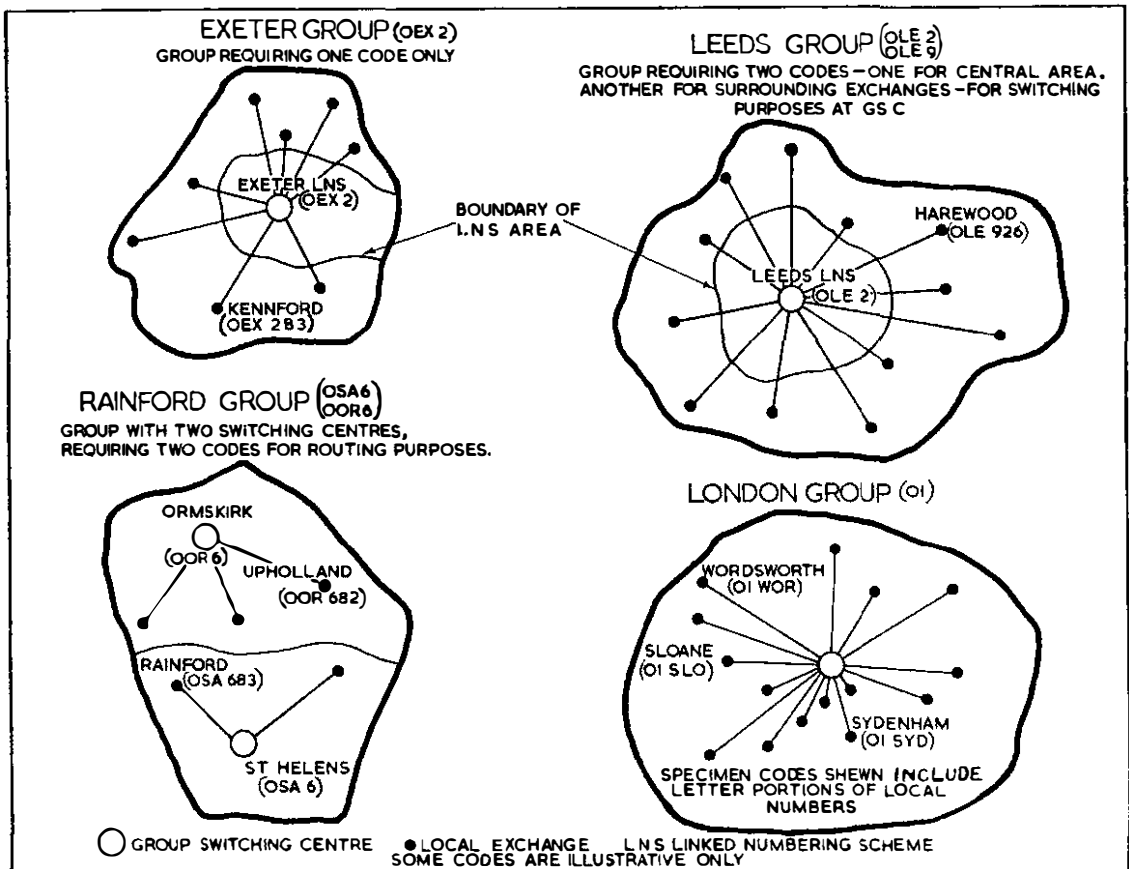 EXETER GROUP (OEX 2)
GROUP REQUIRING ONE CODE ONLY
EXETER LNS
(OEX 2)
KENNFORD
(OEX 283)
BOUNDARY OF
LNS AREA
LEEDS GROUP (OLE 2
OLE 9)
GROUP REQUIRING TWO CODES – ONE FOR CENTRAL AREA,
ANOTHER FOR SURROUNDING EXCHANGES – FOR SWITCHING
PURPOSES AT GSC
HAREWOOD
(OLE 926)
LEEDS LNS
(OLE 2)
RAINFORD GROUP (OSA6
OOR6)
GROUP WITH TWO SWITCHING CENTRES,
REQUIRING TWO CODES FOR ROUTING PURPOSES.
ORMSKIRK
(OOR 6)
UPHOLLAND
(OOR 682)
RAINFORD
(OSA 683)
ST HELENS
(OSA 6)
LONDON GROUP (O1)
WORDSWORTH
(O1 WOR)
SLOANE
(O1 SLO)
SYDENHAM
(O1 SYD)
SPECIMEN CODES SHEWN INCLUDE
LETTER PORTIONS OF LOCAL
NUMBERS
GROUP SWITCHING CENTRE LOCAL EXCHANGE LNS LINKED NUMBERING SCHEME
SOME CODES ARE ILLUSTRATIVE ONLY